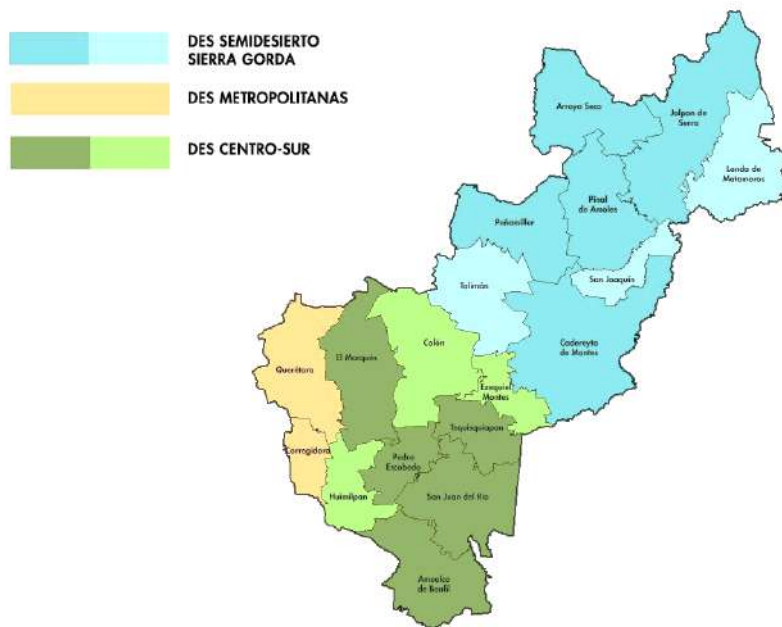 DES SEMIDESIERTO
SIERRA GORDA
DES METROPOLITANAS
DES CENTRO-SUR
Arroyo Seco
Jalpan de
Serra
Landa de
Matamoros
Pinal
de Amoles
Peñamiller
San Joaquín
Tolimán
Cadereyta
de Montes
Colón
El Marqués
Querétaro
Ezequiel
Montes
Tequisquiapan
Corregidora
Pedro
Escobedo
Huimilpan
San Juan del Río
Amealco
de Bonfil